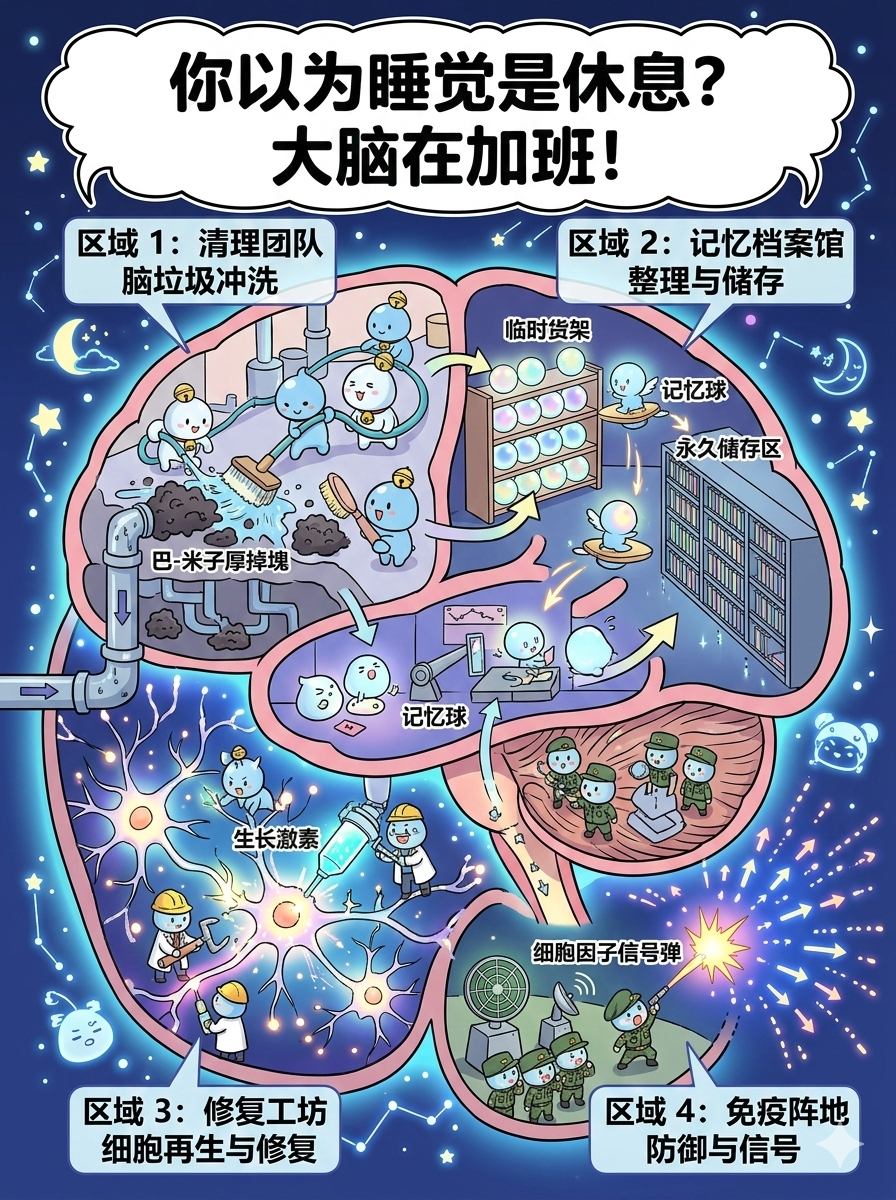 你以为睡觉是休息？
大脑在加班！
区域 1：清理团队
脑垃圾冲洗
区域 2：记忆档案馆
整理与储存
临时货架
记忆球
永久储存区
巴-米子厚掉塊
记忆球
生长激素
细胞因子信号弹
区域 3：修复工坊
细胞再生与修复
区域 4：免疫阵地
防御与信号